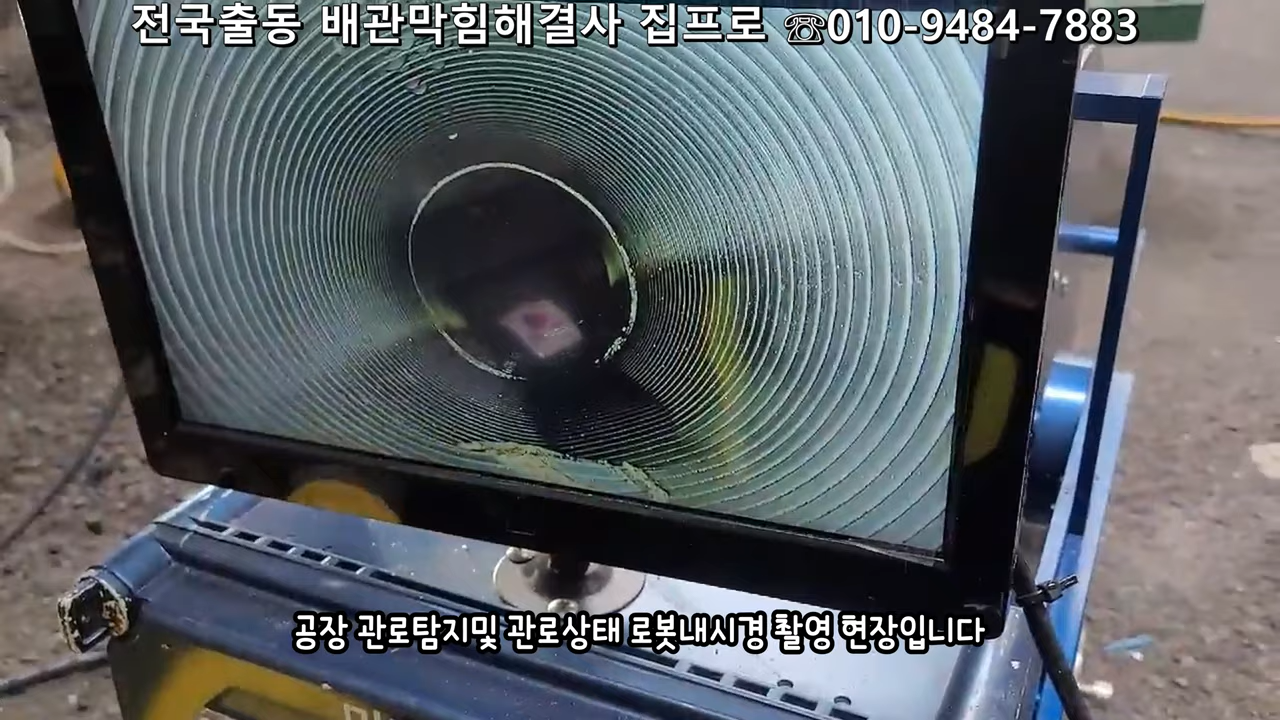 전국출동 배관막힘해결사 집프로 ☏010-9484-7883
공장 관로탐지및 관로상태 로봇내시경 촬영 현장입니다